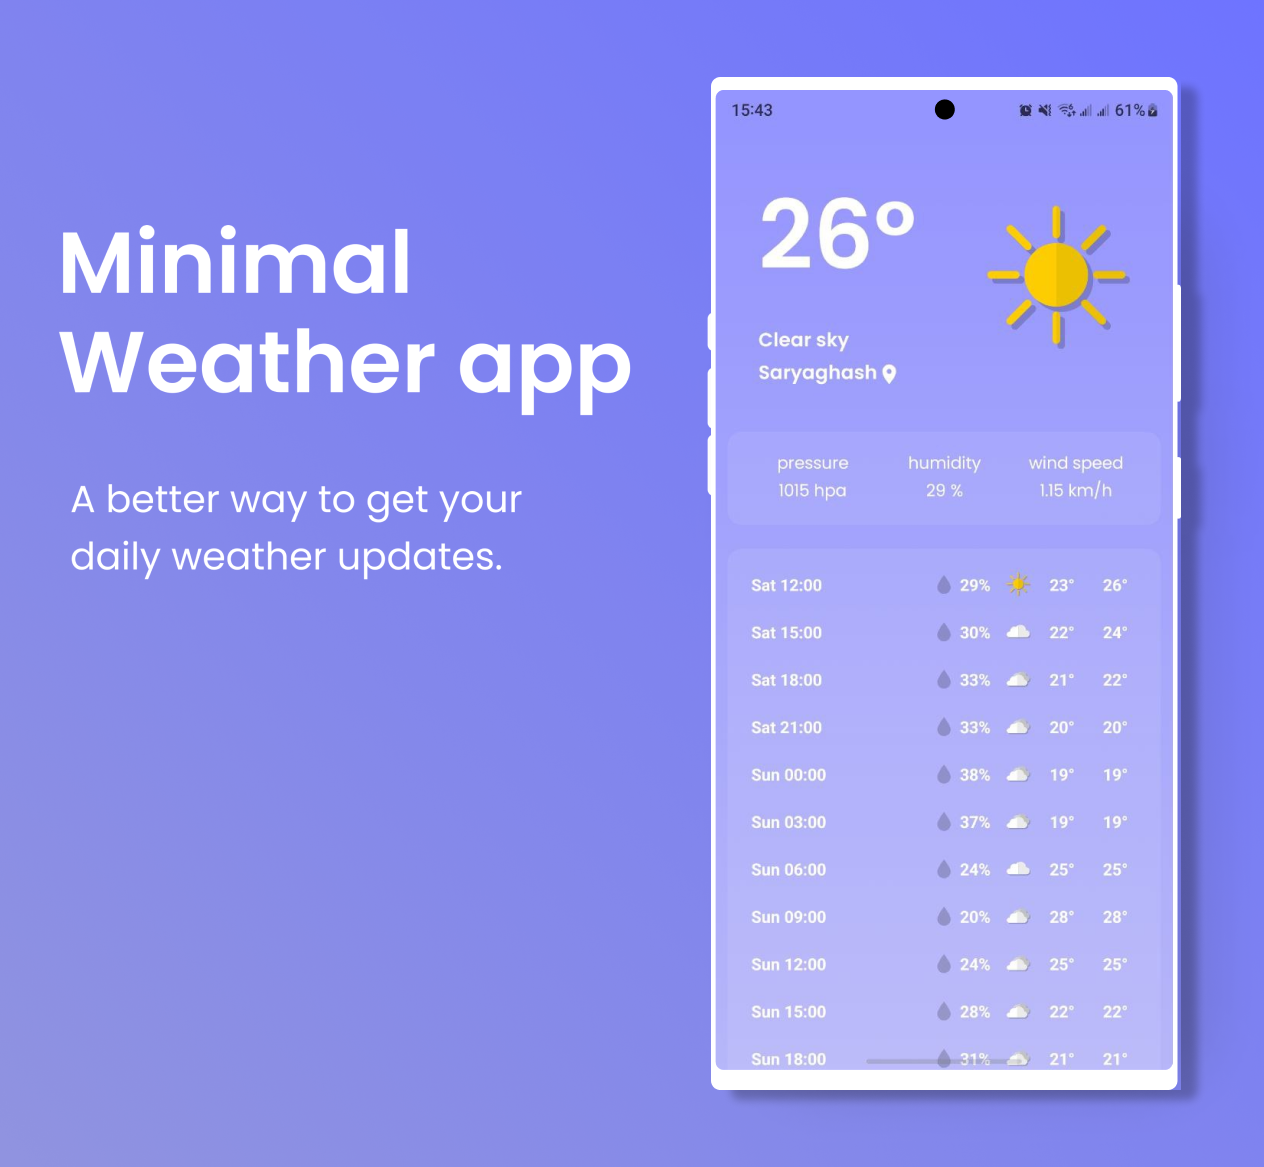 Minimal
Weather app
A better way to get your
daily weather updates.
15:43 61%
26°
Clear sky
Saryaghash
pressure humidity wind speed
1015 hpa 29 % 1.15 km/h
Sat 12:00 29% 23° 26°
Sat 15:00 30% 22° 24°
Sat 18:00 33% 21° 22°
Sat 21:00 33% 20° 20°
Sun 00:00 38% 19° 19°
Sun 03:00 37% 19° 19°
Sun 06:00 24% 25° 25°
Sun 09:00 20% 28° 28°
Sun 12:00 24% 25° 25°
Sun 15:00 28% 22° 22°
Sun 18:00 31% 21° 21°